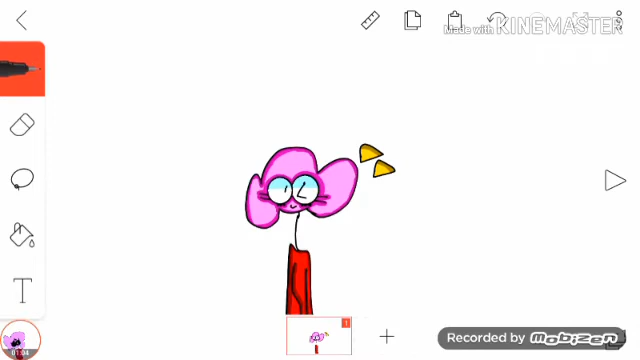 Made with KINEMASTER
T
1
01:04
Recorded by mobizen